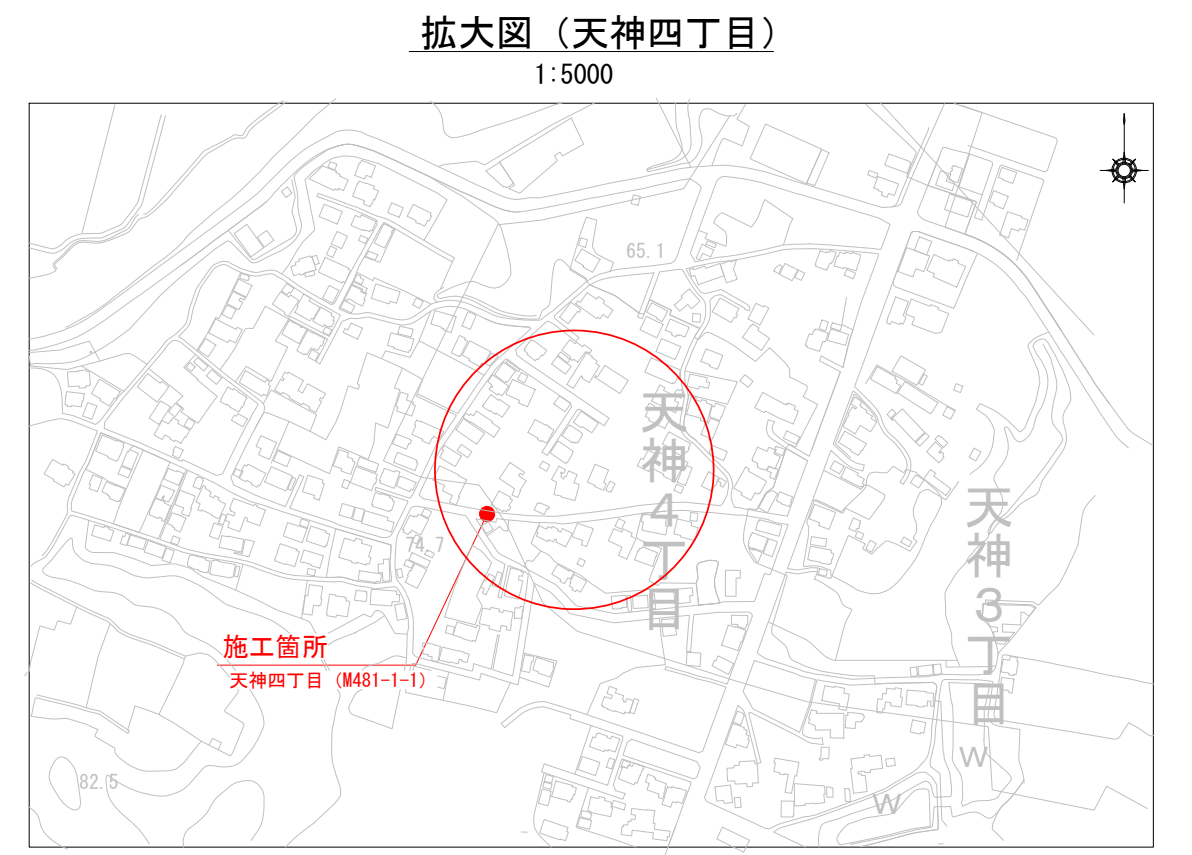 拡大図（天神四丁目）
1:5000
65.1
天神４丁目
天神３丁目
74.7
施工箇所
天神四丁目（M481-1-1）
82.5
W
W